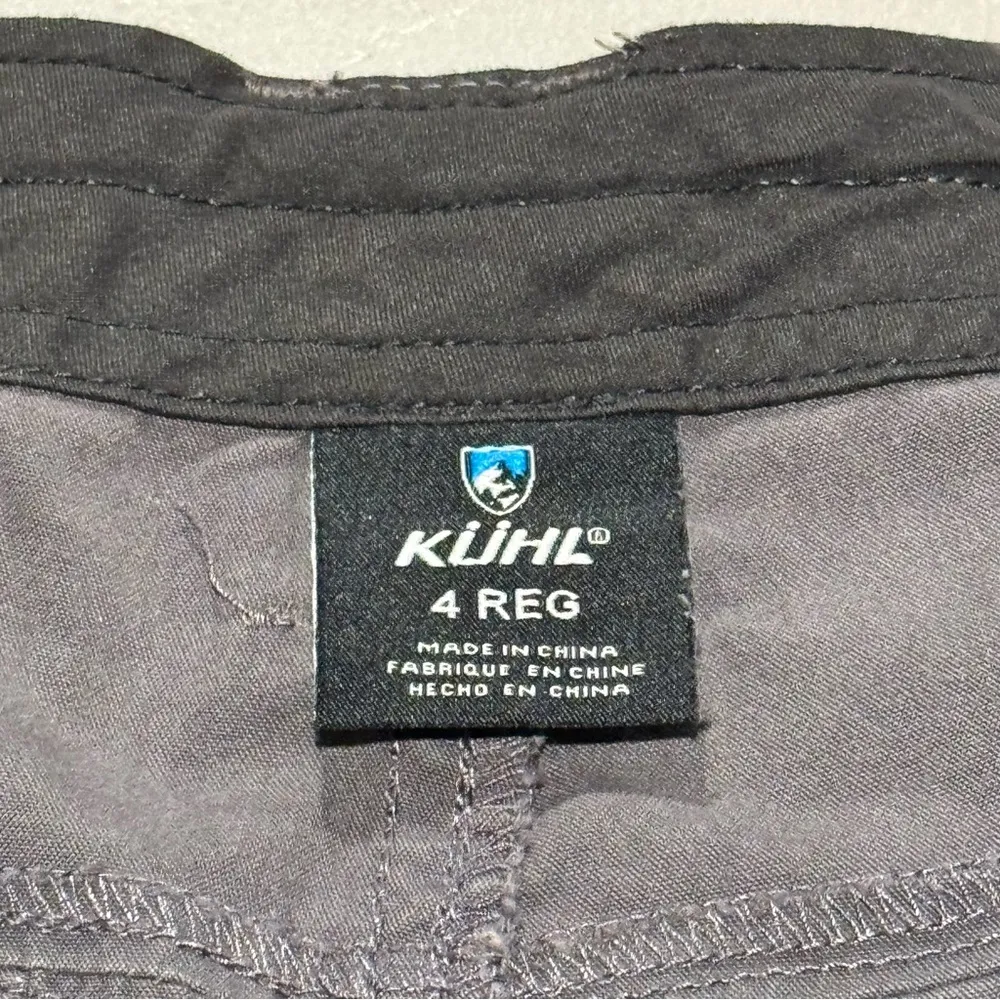 KÜHL®
4 REG
MADE IN CHINA
FABRIQUE EN CHINE
HECHO EN CHINA